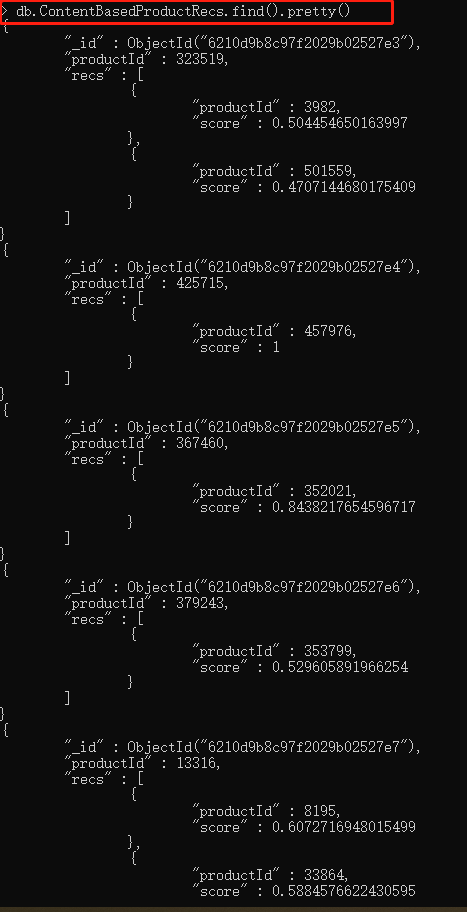 > db.ContentBasedProductRecs.find().pretty()
{
"_id" : ObjectId("6210d9b8c97f2029b02527e3"),
"productId" : 323519,
"recs" : [
{
"productId" : 3982,
"score" : 0.504454650163997
},
{
"productId" : 501559,
"score" : 0.4707144680175409
}
]
}
{
"_id" : ObjectId("6210d9b8c97f2029b02527e4"),
"productId" : 425715,
"recs" : [
{
"productId" : 457976,
"score" : 1
}
]
}
{
"_id" : ObjectId("6210d9b8c97f2029b02527e5"),
"productId" : 367460,
"recs" : [
{
"productId" : 352021,
"score" : 0.8438217654596717
}
]
}
{
"_id" : ObjectId("6210d9b8c97f2029b02527e6"),
"productId" : 379243,
"recs" : [
{
"productId" : 353799,
"score" : 0.529605891966254
}
]
}
{
"_id" : ObjectId("6210d9b8c97f2029b02527e7"),
"productId" : 13316,
"recs" : [
{
"productId" : 8195,
"score" : 0.6072716948015499
},
{
"productId" : 33864,
"score" : 0.5884576622430595